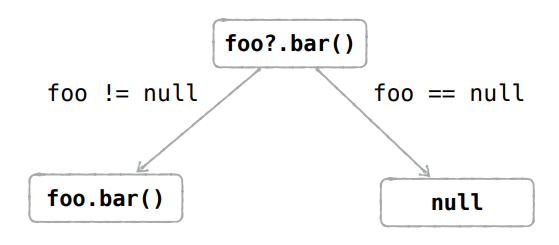 foo?.bar()
foo != null
foo == null
foo.bar()
null